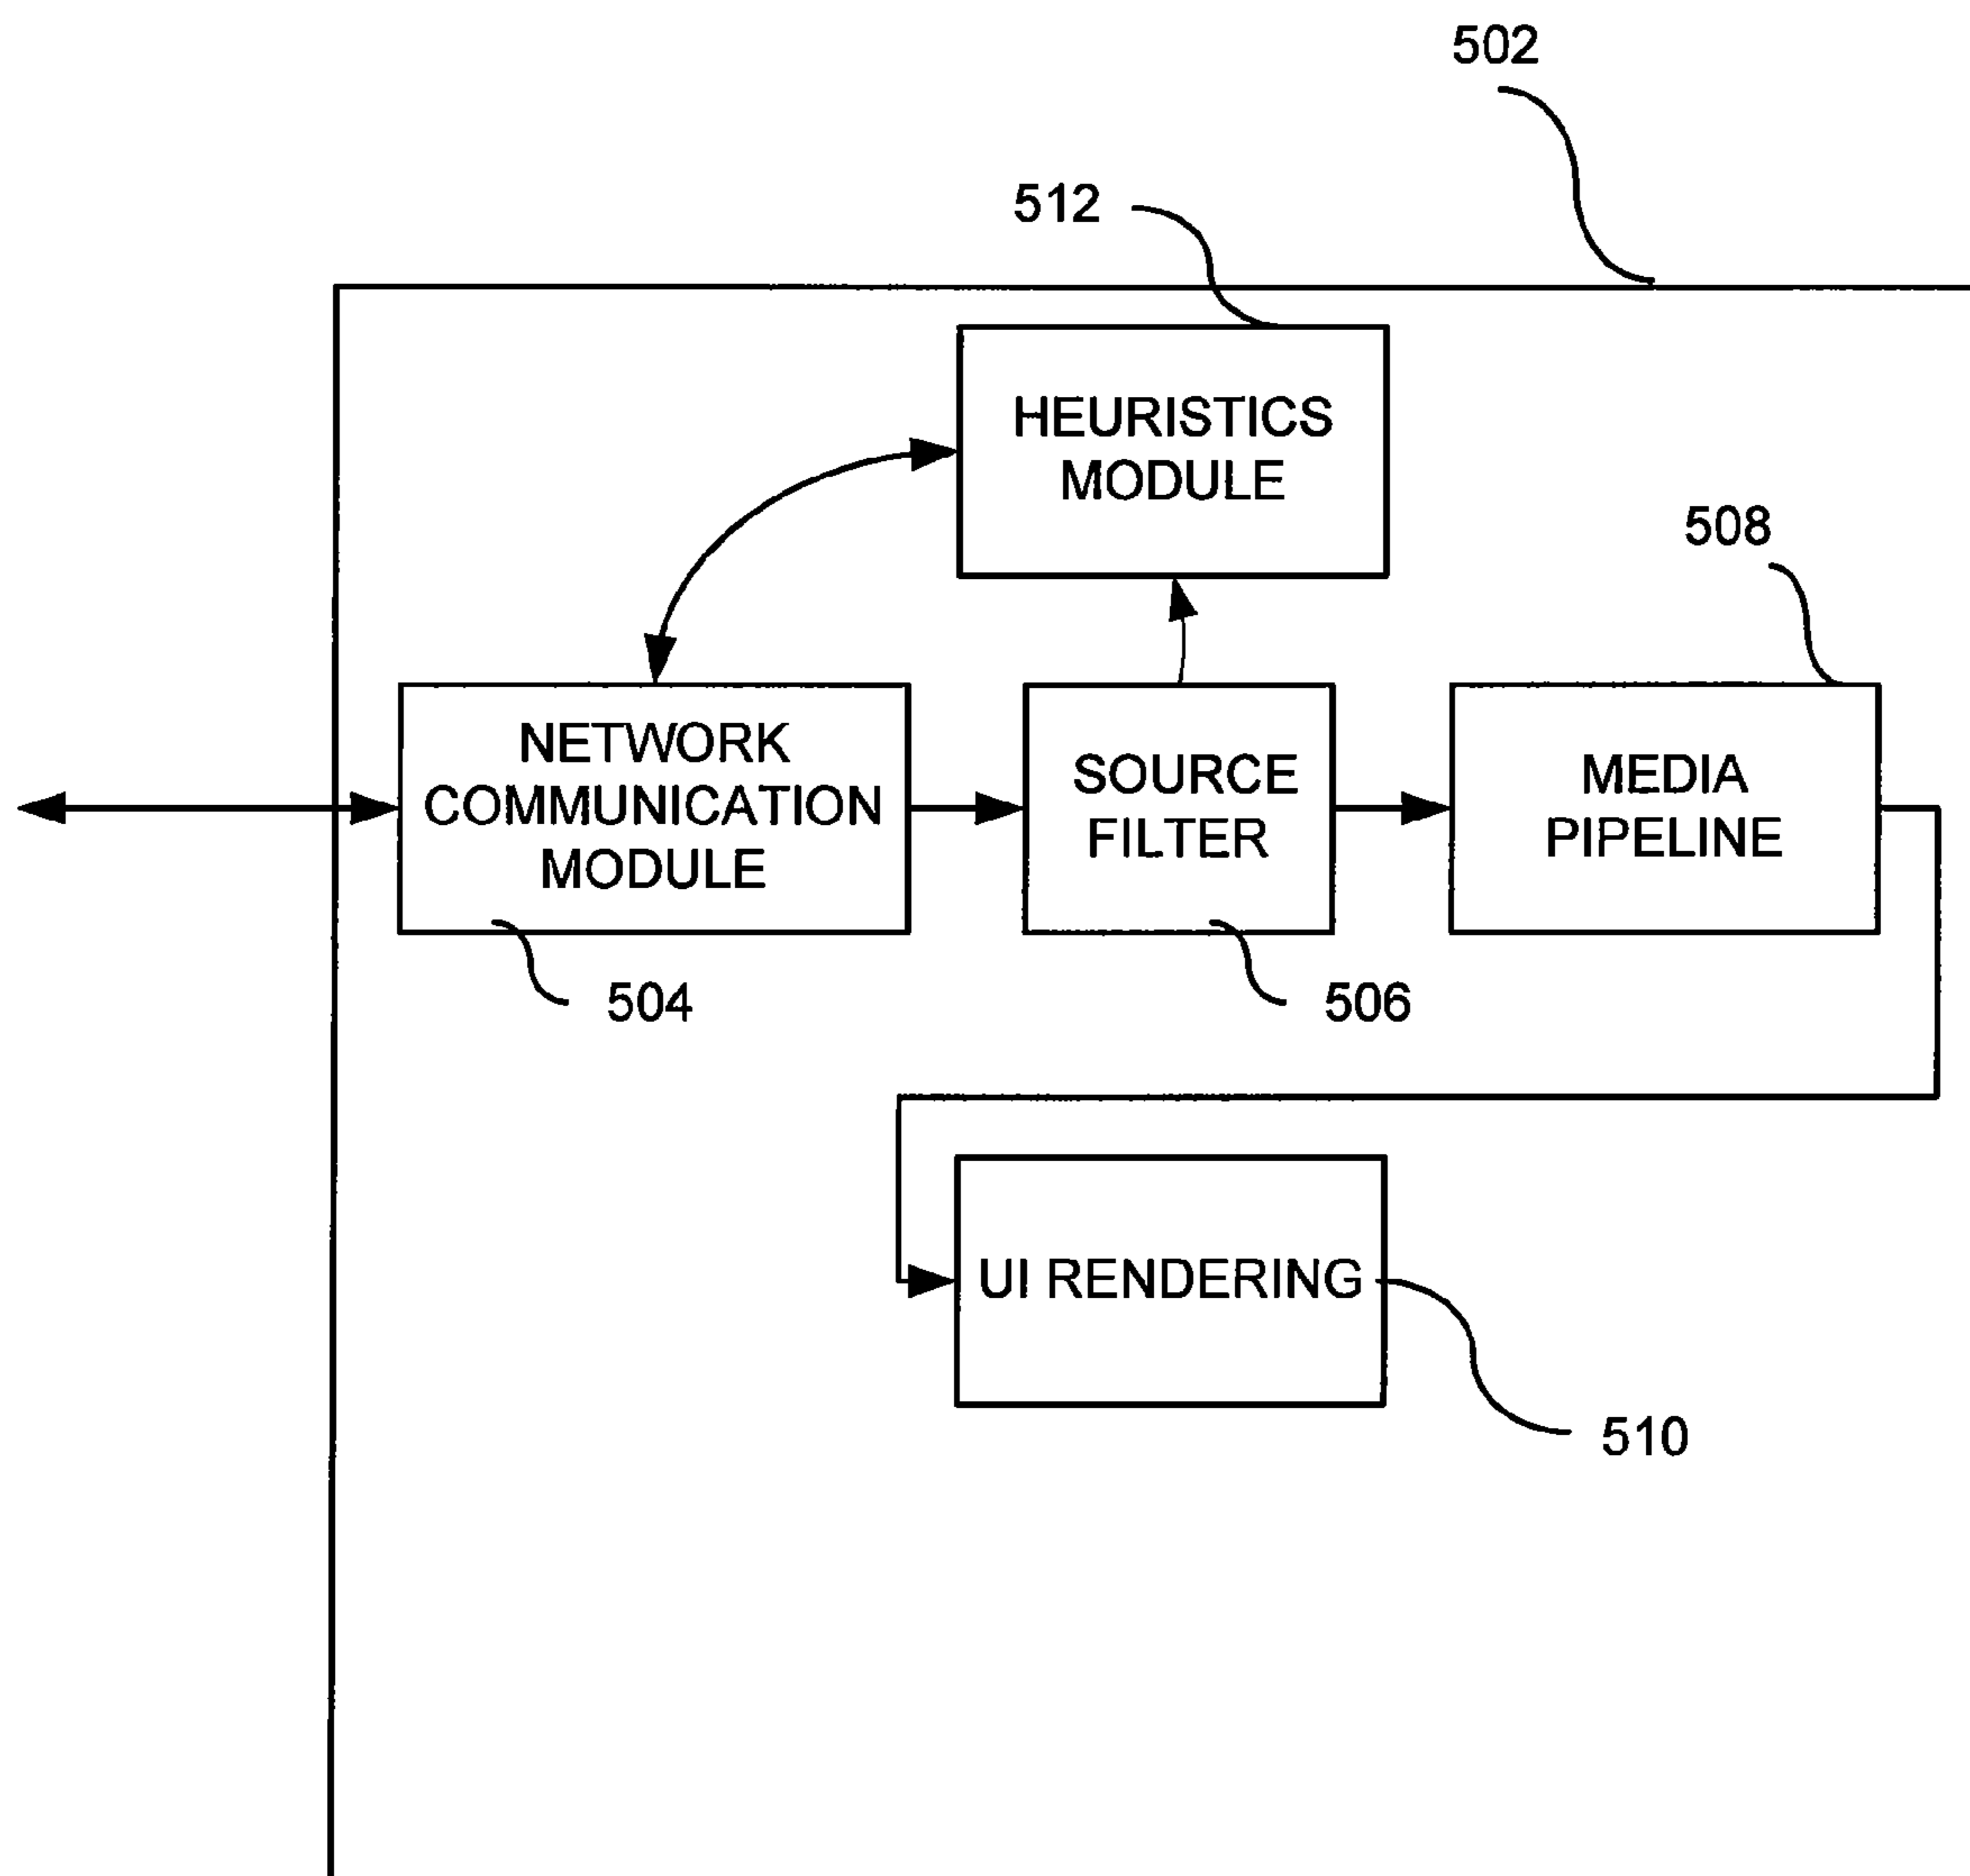 502
512
HEURISTICS
MODULE
508
NETWORK
COMMUNICATION
MODULE
SOURCE
FILTER
MEDIA
PIPELINE
504
506
UI RENDERING
510